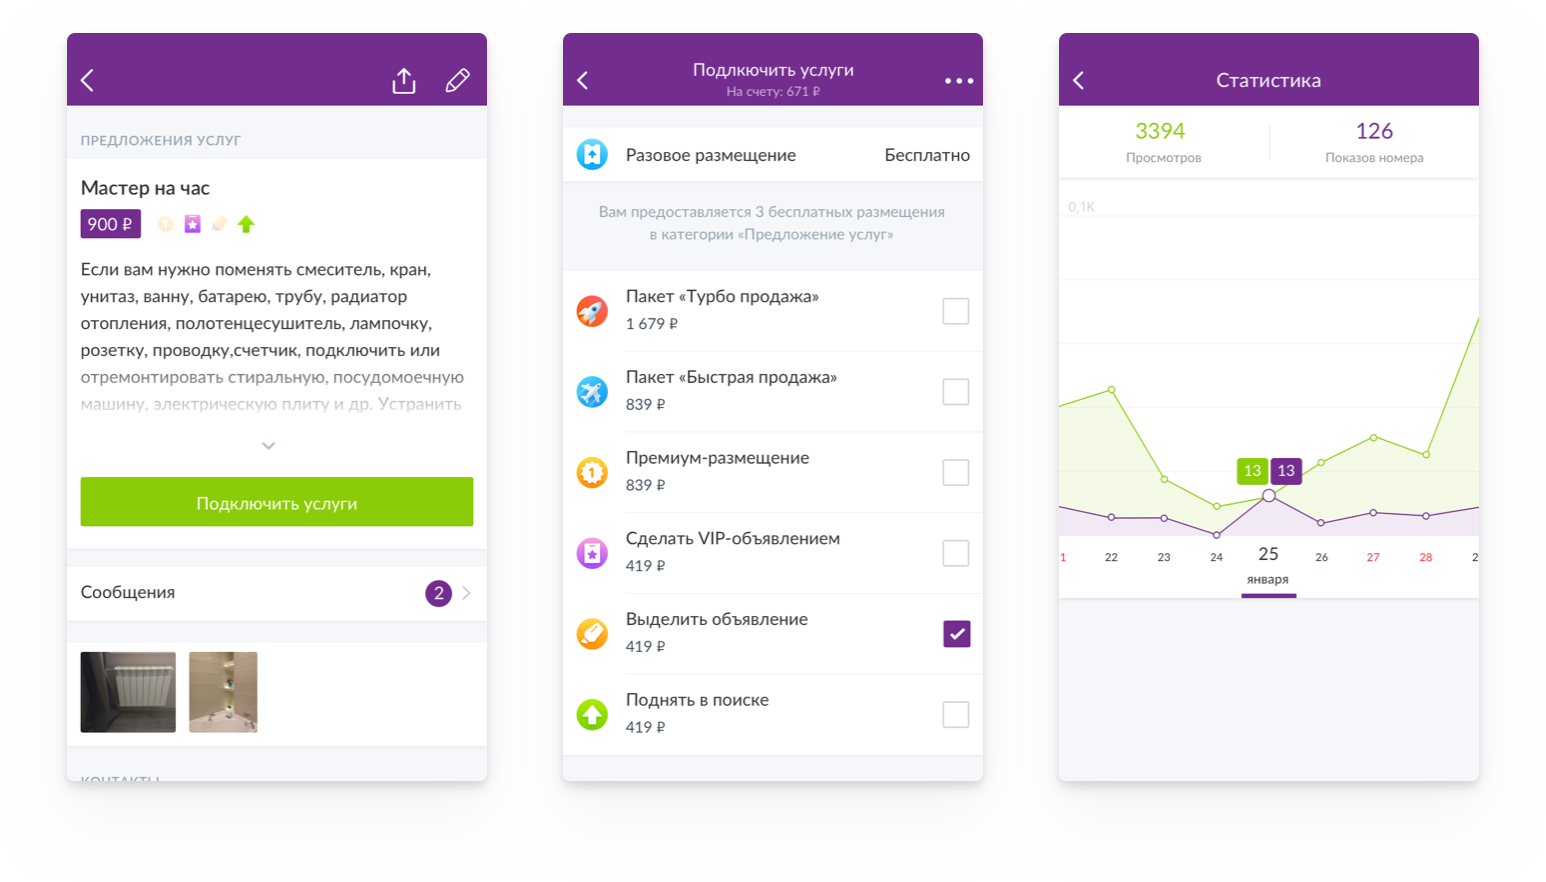 ПРЕДЛОЖЕНИЯ УСЛУГ
Мастер на час
900 ₽
1
Если вам нужно поменять смеситель, кран,
унитаз, ванну, батарею, трубу, радиатор
отопления, полотенцесушитель, лампочку,
розетку, проводку,счетчик, подключить или
отремонтировать стиральную, посудомоечную
машину, электрическую плиту и др. Устранить
Подключить услуги
Сообщения
2
КОНТАКТЫ
Подлкючить услуги
На счету: 671 ₽
Разовое размещение
Бесплатно
Вам предоставляется 3 бесплатных размещения
в категории «Предложение услуг»
Пакет «Турбо продажа»
1 679 ₽
Пакет «Быстрая продажа»
839 ₽
1
Премиум-размещение
839 ₽
Сделать VIP-объявлением
419 ₽
Выделить объявление
419 ₽
Поднять в поиске
419 ₽
Статистика
3394
Просмотров
126
Показов номера
0,1K
13 13
1 22 23 24 25 26 27 28 2
января